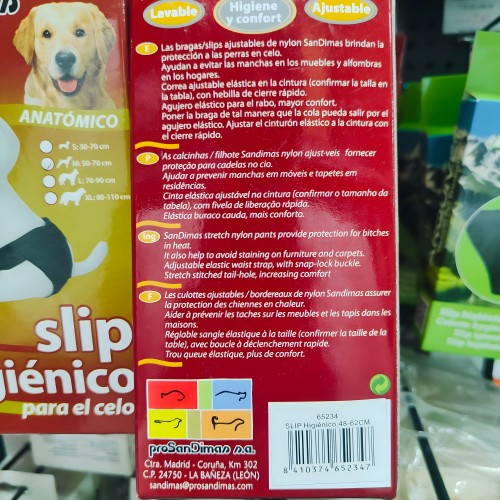 Lavable
Higiene
y confort
Ajustable
E Las bragas/slips ajustables de nylon SanDimas brindan la
protección a las perras en celo.
Ayudan a evitar las manchas en los muebles y alfombras
en los hogares.
Correa ajustable elástica en la cintura (confirmar la talla en
la tabla), con hebilla de cierre rápido.
Agujero elástico para el rabo, mayor confort.
Poner la braga de tal manera que la cola pueda salir por el
agujero elástico. Ajustar el cinturón elástico a la cintura con
el cierre rápido.
P As calcinhas / filhote Sandimas nylon ajust-veis fornecer
proteção para cadelas no cio.
Ajudar a prevenir manchas em móveis e tapetes em
residências.
Cinta elástica ajustável na cintura (confirmar o tamanho da
tabela), com fivela de liberação rápida.
Elástica buraco cauda, mais conforto.
Ing SanDimas stretch nylon pants provide protection for bitches
in heat.
It also help to avoid staining on furniture and carpets.
Adjustable elastic waist strap, with snap-lock buckle.
Stretch stitched tail-hole, increasing comfort
F Les culottes ajustables / bordereaux de nylon Sandimas assurer
la protection des chiennes en chaleur.
Aider à prévenir les taches sur les meubles et les tapis dans les
maisons.
Réglable sangle élastique à la taille (confirmer la taille de la
table), avec boucle à déclenchement rapide.
Trou queue élastique, plus de confort.
proSanDimas s.a.
Ctra. Madrid - Coruña, Km 302
C.P. 24750 - LA BAÑEZA (LEÓN)
sandimas@prosandimas.com
65234
SLIP Higiénico 48-62CM
8 410374 652347
ANATÓMICO
S: 30-70 cm
M: 50-70 cm
L: 70-90 cm
XL: 80-110 cm
slip
giénico
para el celo